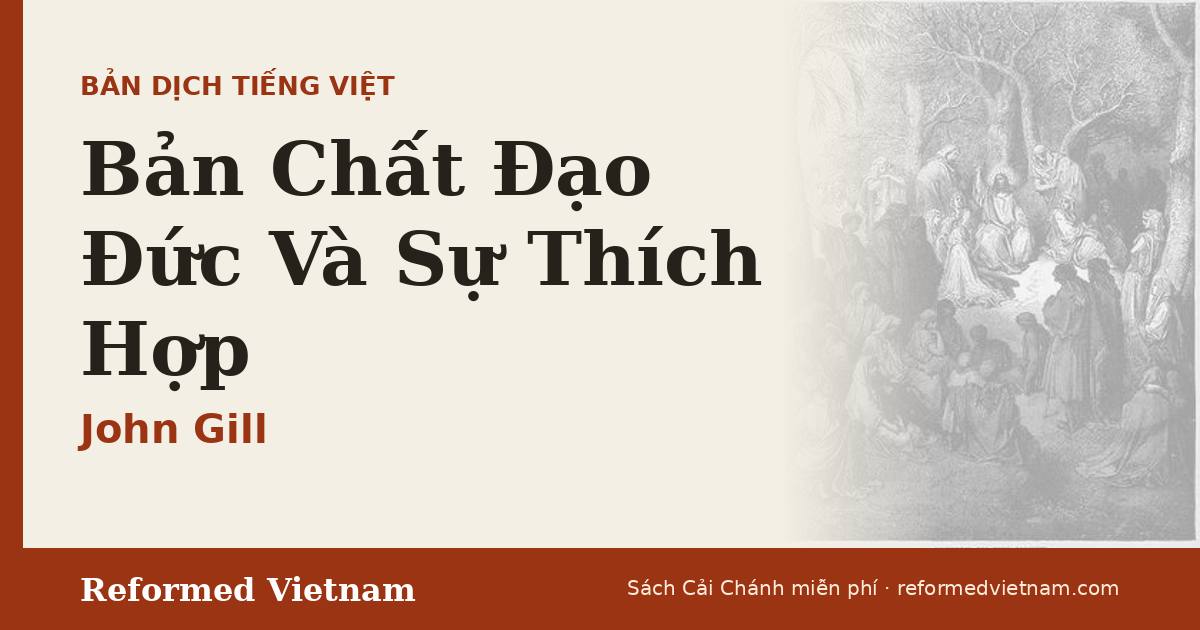 BẢN DỊCH TIẾNG VIỆT
Bản Chất Đạo
Đức Và Sự Thích
Hợp
John Gill
Reformed Vietnam
Sách Cải Chánh miễn phí · reformedvietnam.com